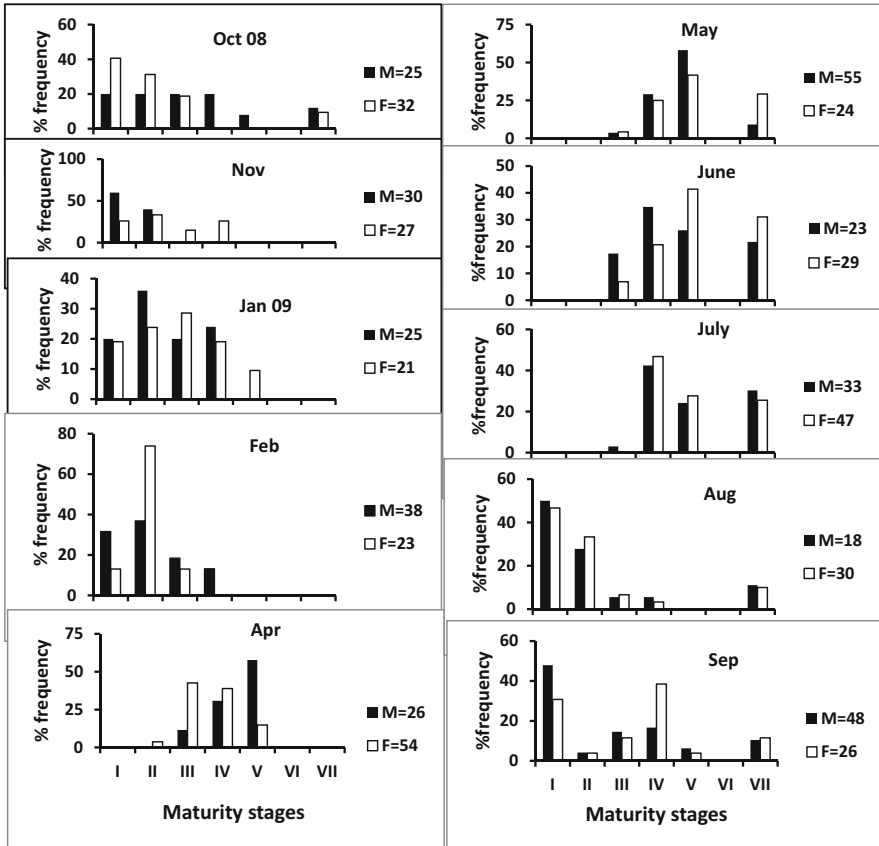 Oct 08
% frequency
60
40
20
0
M=25
F=32
Nov
% frequency
100
50
0
M=30
F=27
Jan 09
% frequency
40
30
20
10
0
M=25
F=21
Feb
% frequency
80
60
40
20
0
M=38
F=23
Apr
% frequency
75
50
25
0
M=26
F=54
I II III IV V VI VII
Maturity stages
May
% frequency
75
50
25
0
M=55
F=24
June
%frequency
50
40
30
20
10
0
M=23
F=29
July
%frequency
60
40
20
0
M=33
F=47
Aug
%frequency
60
40
20
0
M=18
F=30
Sep
%frequency
60
40
20
0
M=48
F=26
I II III IV V VI VII
Maturity stages